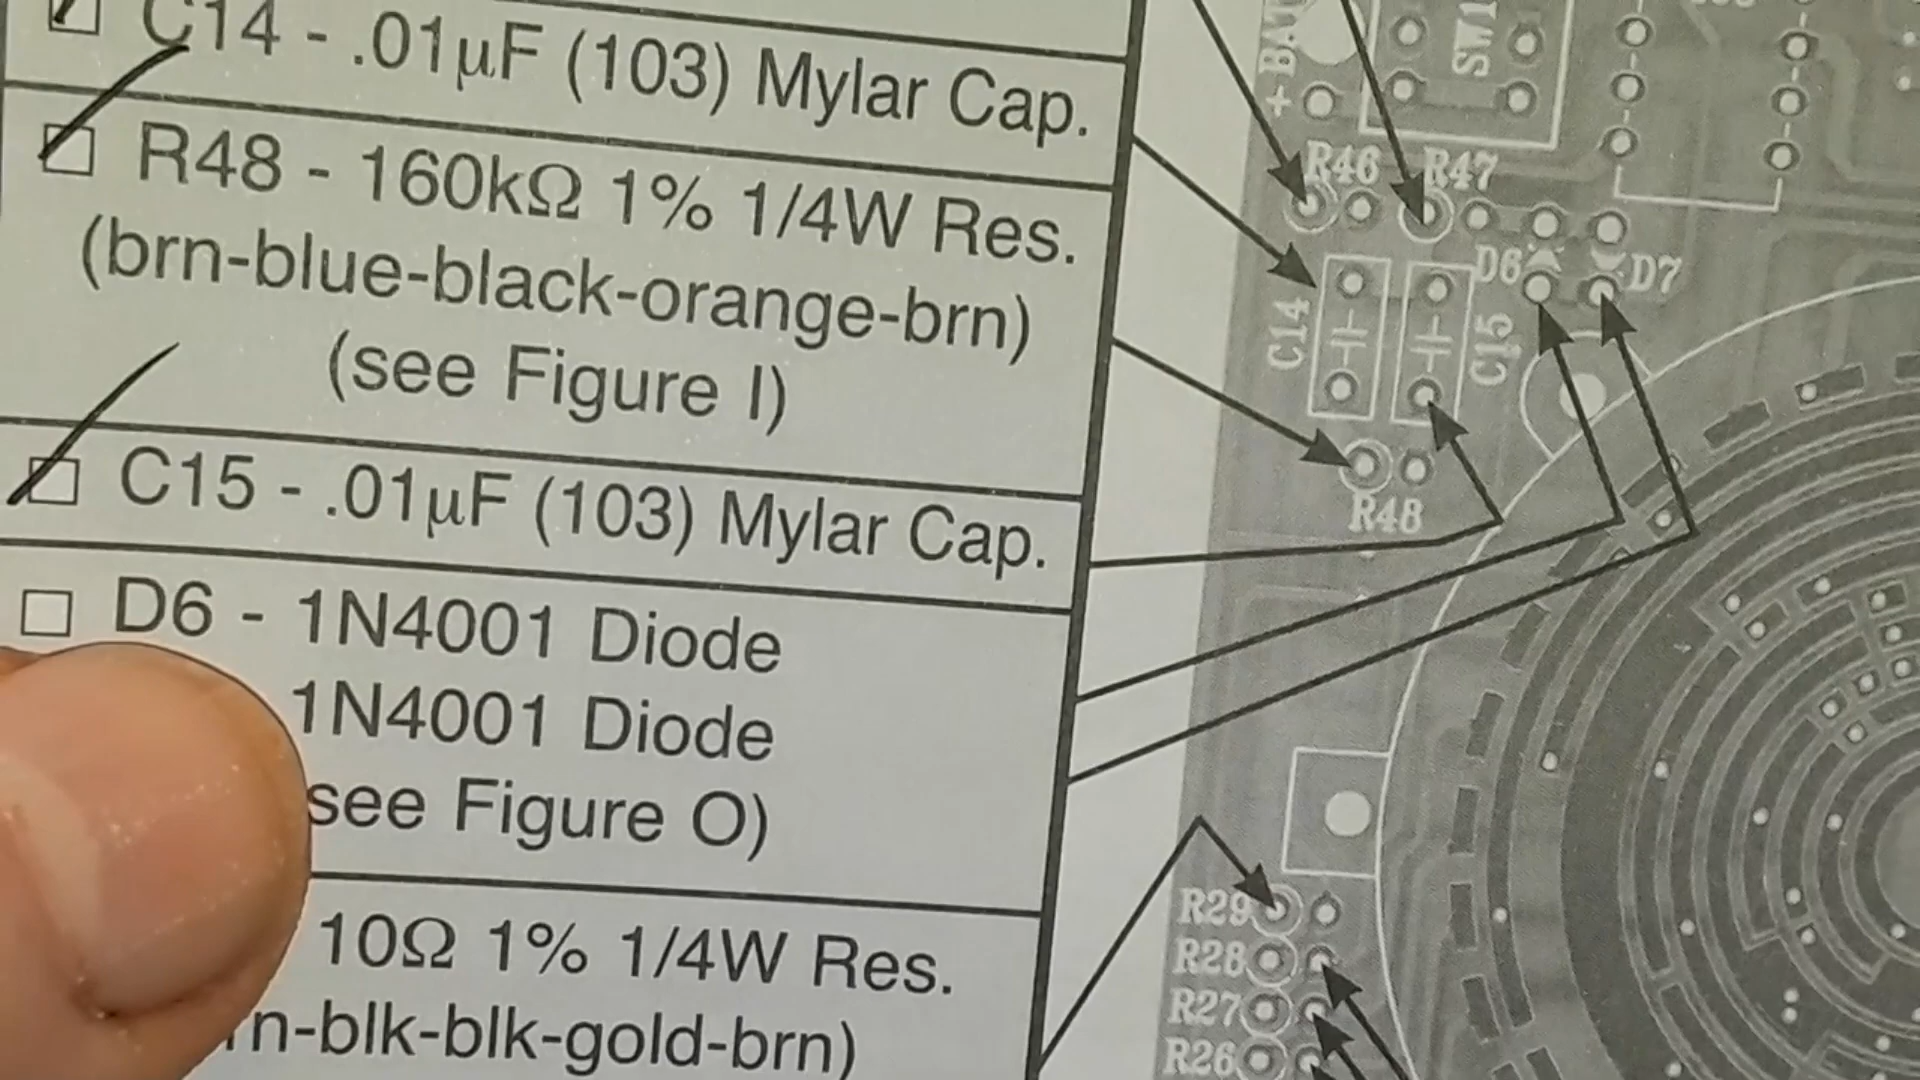 C14 - .01µF (103) Mylar Cap.
R48 - 160kΩ 1% 1/4W Res.
(brn-blue-black-orange-brn)
(see Figure I)
C15 - .01µF (103) Mylar Cap.
D6 - 1N4001 Diode
1N4001 Diode
see Figure O)
10Ω 1% 1/4W Res.
n-blk-blk-gold-brn)
+BAT
SW1
R46 R47
D6 D7
C14 C15
R48
R29
R28
R27
R26